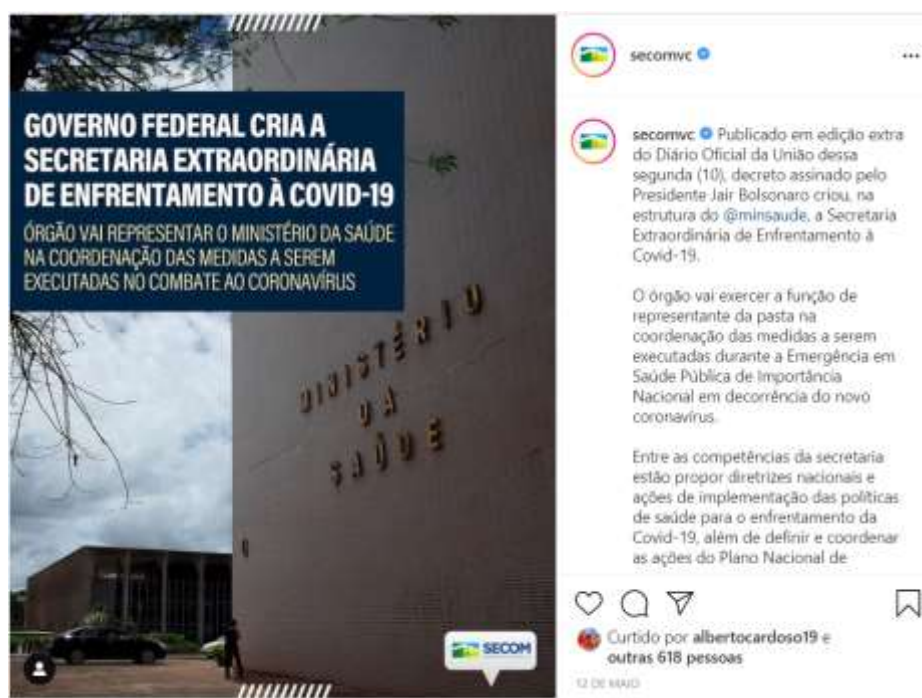 GOVERNO FEDERAL CRIA A
SECRETARIA EXTRAORDINÁRIA
DE ENFRENTAMENTO À COVID-19
ÓRGÃO VAI REPRESENTAR O MINISTÉRIO DA SAÚDE
NA COORDENAÇÃO DAS MEDIDAS A SEREM
EXECUTADAS NO COMBATE AO CORONAVÍRUS
MINISTÉRIO
DA
SAÚDE
SECOM
secomvc
secomvc Publicado em edição extra
do Diário Oficial da União dessa
segunda (10), decreto assinado pelo
Presidente Jair Bolsonaro criou, na
estrutura do @minsaude, a Secretaria
Extraordinária de Enfrentamento à
Covid-19.
O órgão vai exercer a função de
representante da pasta na
coordenação das medidas a serem
executadas durante a Emergência em
Saúde Pública de Importância
Nacional em decorrência do novo
coronavírus.
Entre as competências da secretaria
estão propor diretrizes nacionais e
ações de implementação das políticas
de saúde para o enfrentamento da
Covid-19, além de definir e coordenar
as ações do Plano Nacional de
Curtido por albertocardoso19 e
outras 618 pessoas
12 DE MAIO